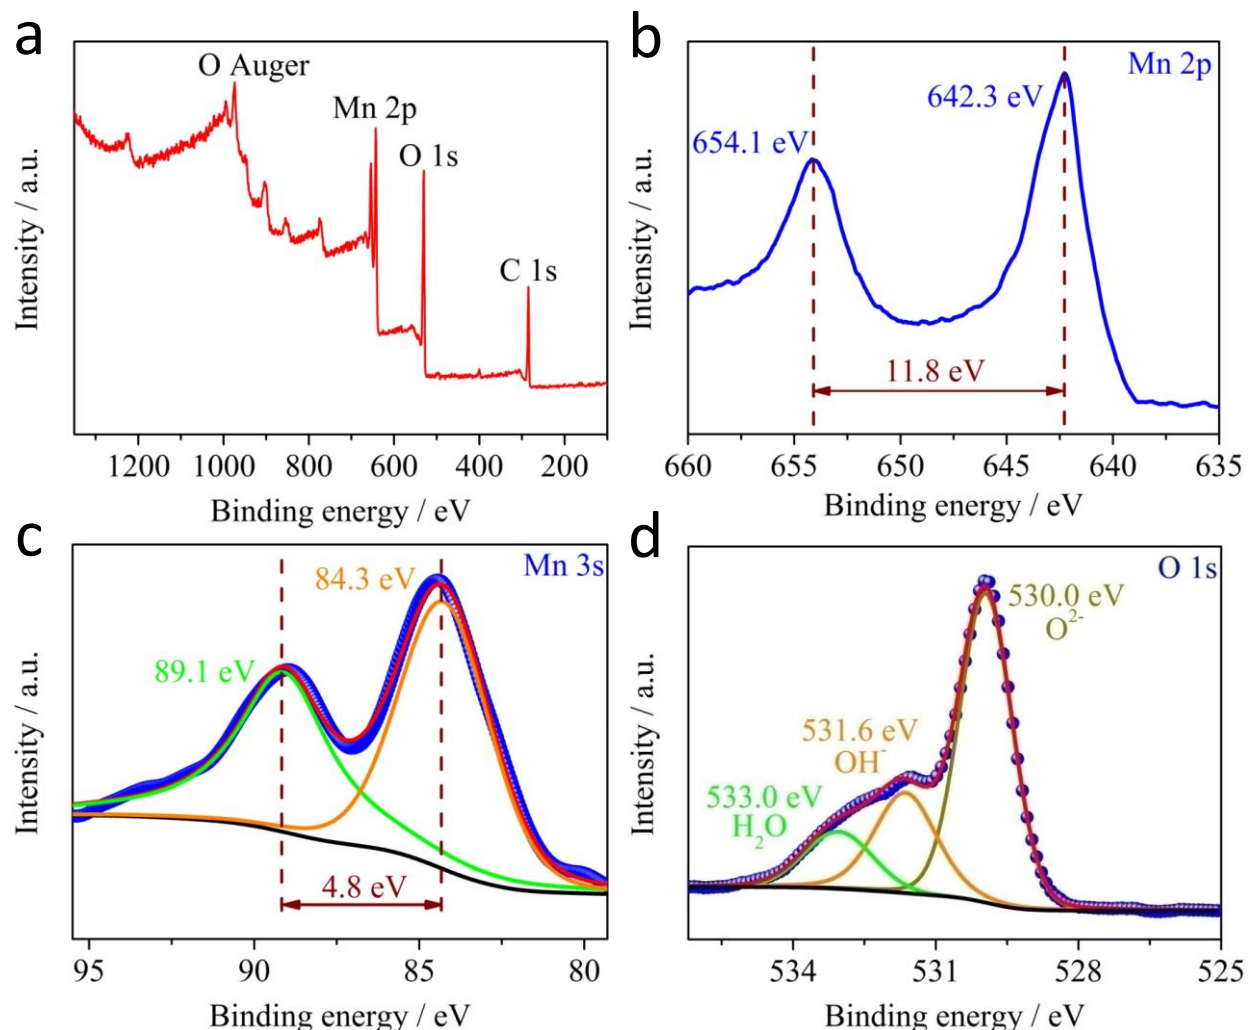 a
O Auger
Mn 2p
O 1s
C 1s
Intensity / a.u.
1200 1000 800 600 400 200
Binding energy / eV
b
Mn 2p
642.3 eV
654.1 eV
11.8 eV
Intensity / a.u.
660 655 650 645 640 635
Binding energy / eV
c
Mn 3s
84.3 eV
89.1 eV
4.8 eV
Intensity / a.u.
95 90 85 80
Binding energy / eV
d
O 1s
530.0 eV
O²⁻
531.6 eV
OH⁻
533.0 eV
H₂O
Intensity / a.u.
534 531 528 525
Binding energy / eV